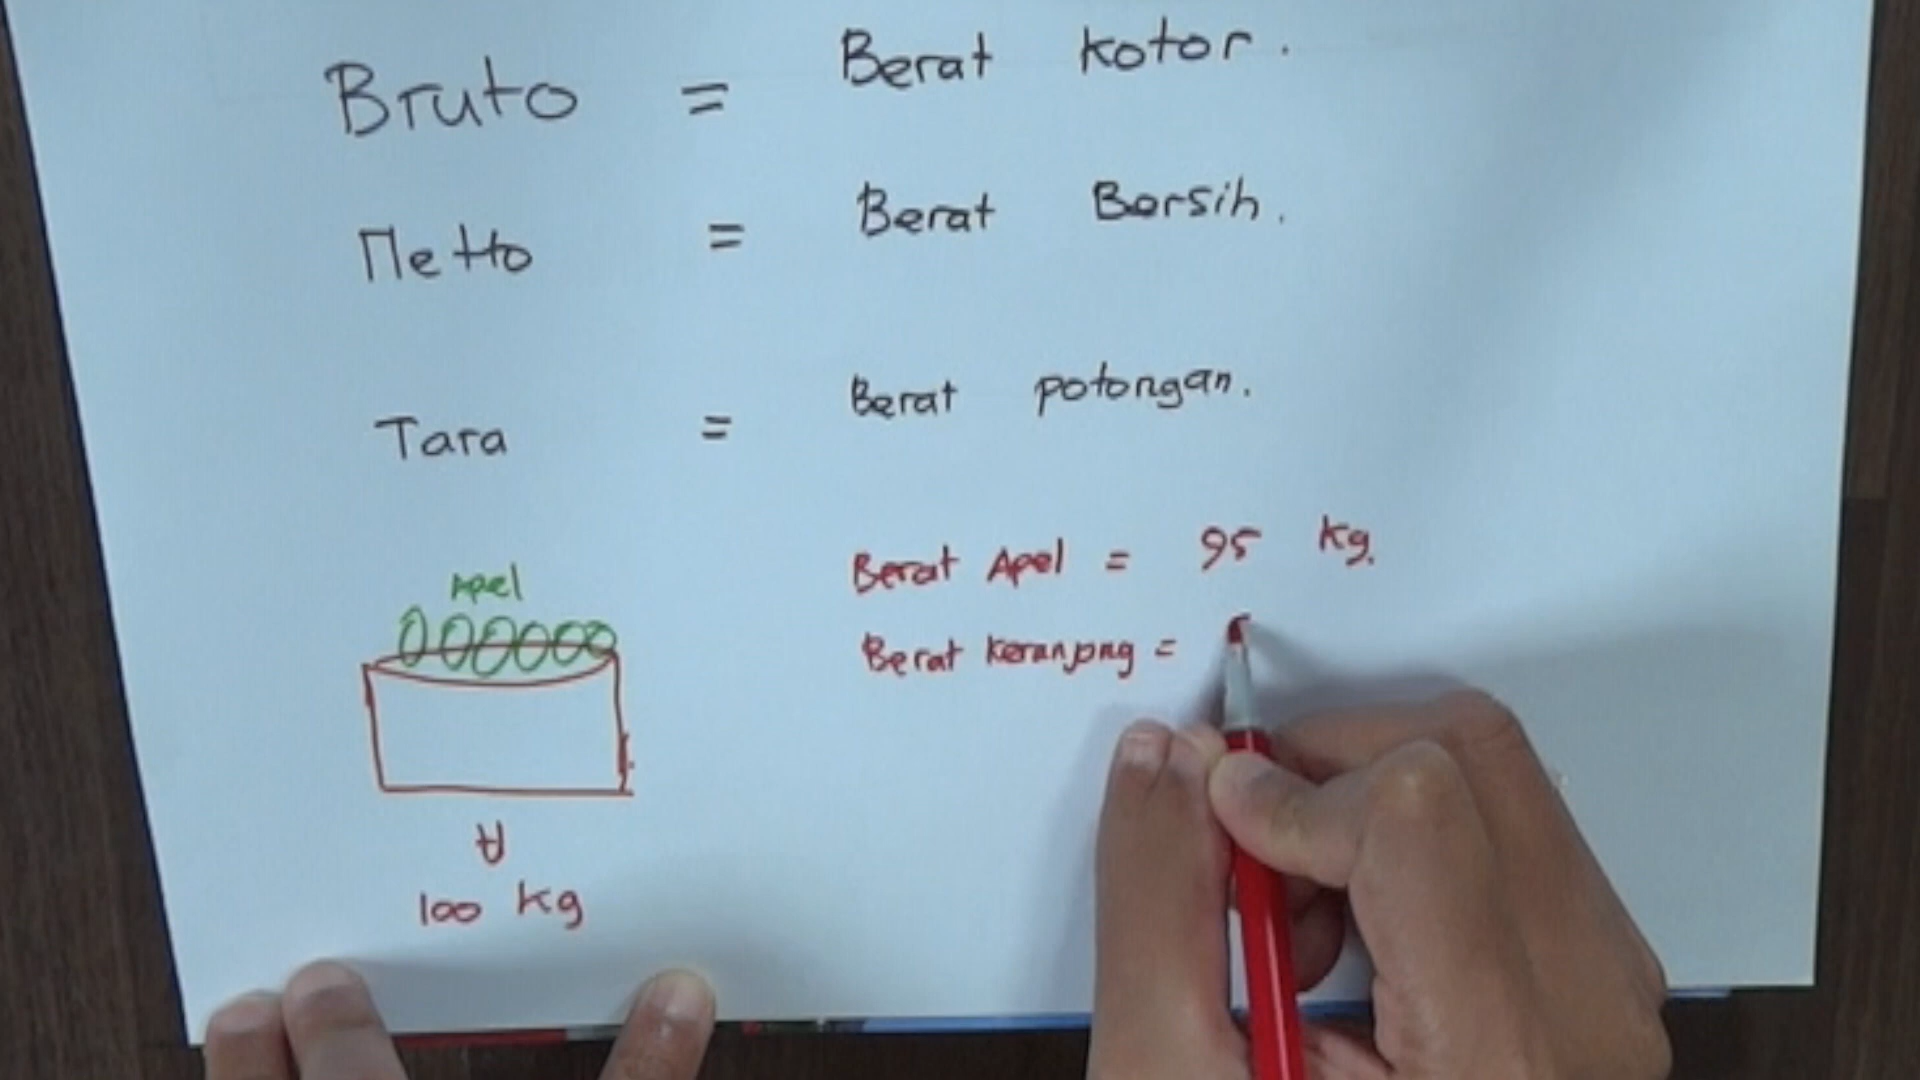 Bruto = Berat kotor.
Netto = Berat Bersih.
Tara = Berat potongan.
Berat Apel = 95 kg.
Apel
Berat keranjang =
100 kg